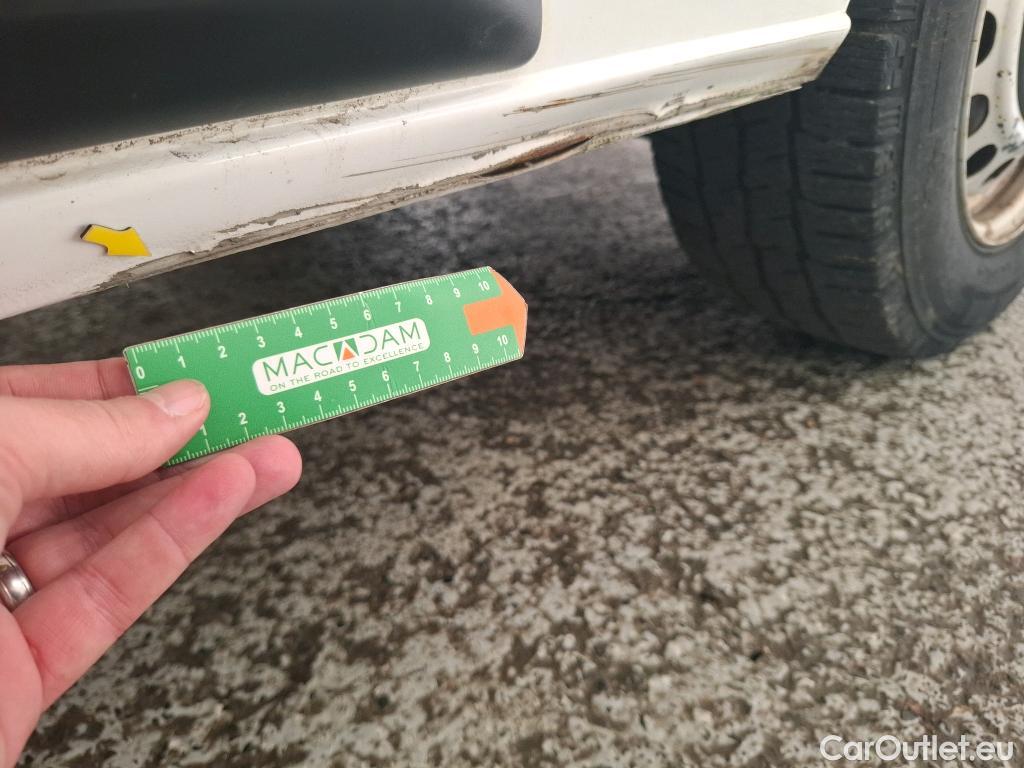 0 1 2 3 4 5 6 7 8 9 10
MACADAM
ON THE ROAD TO EXCELLENCE
1 2 3 4 5 6 7 8 9 10
CarOutlet.eu